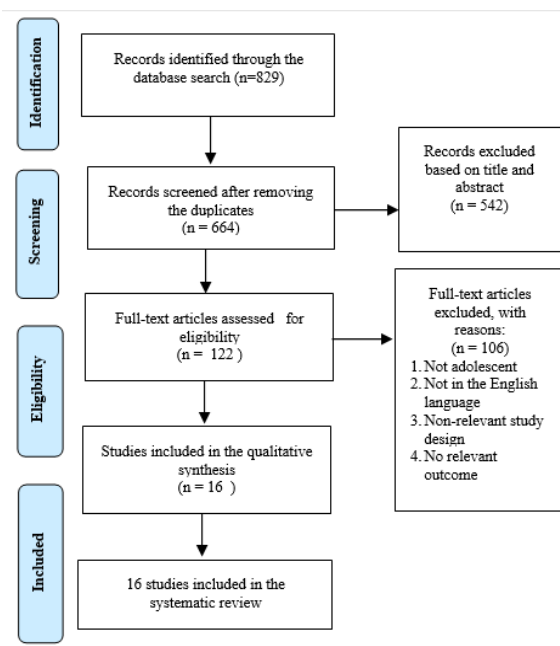 Identification
Records identified through the
database search (n=829)
Screening
Records screened after removing
the duplicates
(n = 664)
Records excluded
based on title and
abstract
(n = 542)
Eligibility
Full-text articles assessed for
eligibility
(n = 122 )
Full-text articles
excluded, with
reasons:
(n = 106)
1. Not adolescent
2. Not in the English
language
3. Non-relevant study
design
4. No relevant
outcome
Studies included in the qualitative
synthesis
(n = 16 )
Included
16 studies included in the
systematic review